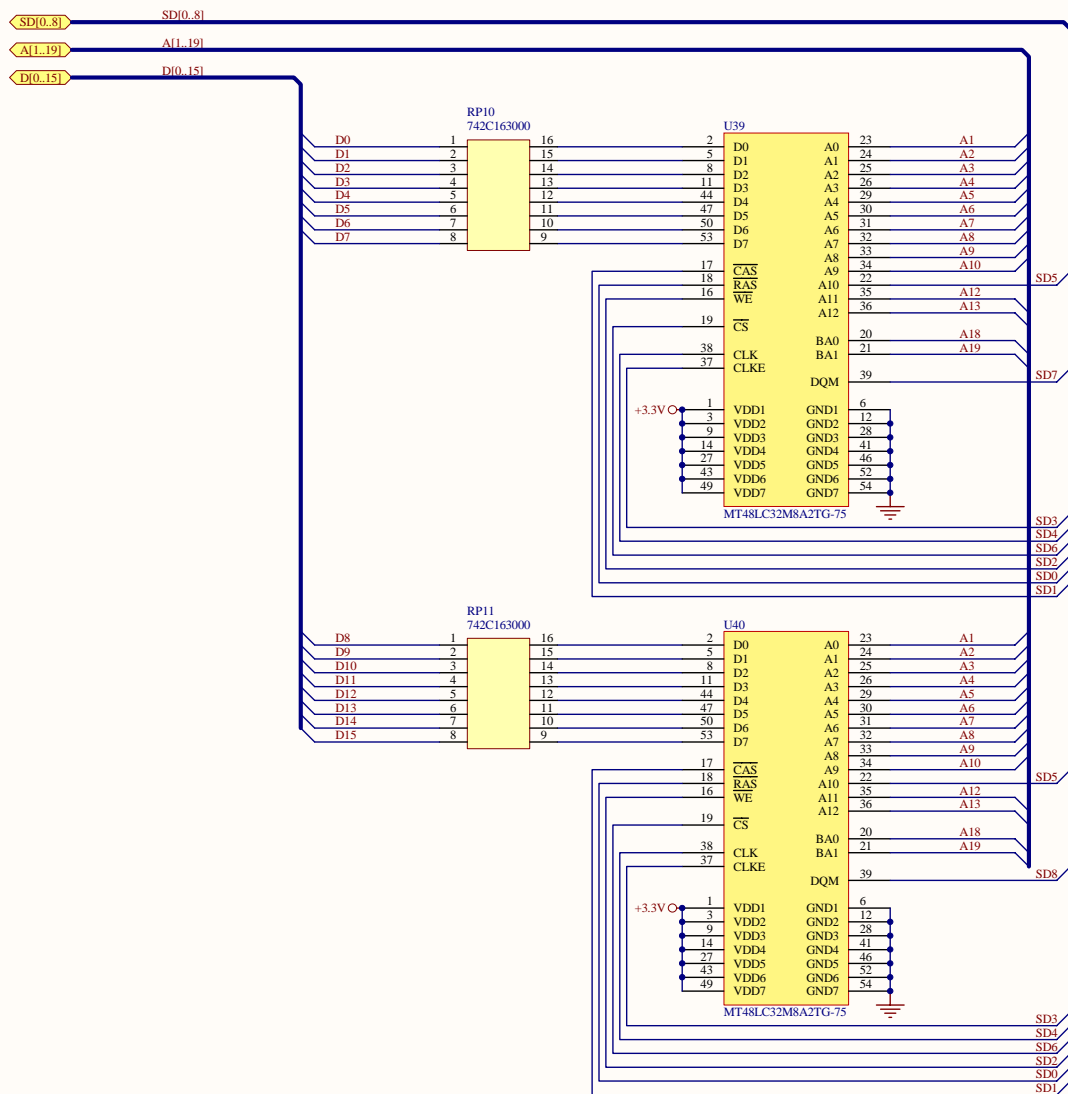 SD[0..8] SD[0..8]
A[1..19] A[1..19]
D[0..15] D[0..15]
RP10
742C163000
U39
D0 1 16 2 D0 A0 23 A1
D1 2 15 5 D1 A1 24 A2
D2 3 14 8 D2 A2 25 A3
D3 4 13 11 D3 A3 26 A4
D4 5 12 44 D4 A4 29 A5
D5 6 11 47 D5 A5 30 A6
D6 7 10 50 D6 A6 31 A7
D7 8 9 53 D7 A7 32 A8
A8 33 A9
17 CAS A9 34 A10
18 RAS A10 22 SD5
16 WE A11 35 A12
A12 36 A13
19 CS
BA0 20 A18
38 CLK BA1 21 A19
37 CLKE
DQM 39 SD7
+3.3V 1 VDD1 GND1 6
3 VDD2 GND2 12
9 VDD3 GND3 28
14 VDD4 GND4 41
27 VDD5 GND5 46
43 VDD6 GND6 52
49 VDD7 GND7 54
MT48LC32M8A2TG-75
SD3
SD4
SD6
SD2
SD0
SD1
RP11
742C163000
U40
D8 1 16 2 D0 A0 23 A1
D9 2 15 5 D1 A1 24 A2
D10 3 14 8 D2 A2 25 A3
D11 4 13 11 D3 A3 26 A4
D12 5 12 44 D4 A4 29 A5
D13 6 11 47 D5 A5 30 A6
D14 7 10 50 D6 A6 31 A7
D15 8 9 53 D7 A7 32 A8
A8 33 A9
17 CAS A9 34 A10
18 RAS A10 22 SD5
16 WE A11 35 A12
A12 36 A13
19 CS
BA0 20 A18
38 CLK BA1 21 A19
37 CLKE
DQM 39 SD8
+3.3V 1 VDD1 GND1 6
3 VDD2 GND2 12
9 VDD3 GND3 28
14 VDD4 GND4 41
27 VDD5 GND5 46
43 VDD6 GND6 52
49 VDD7 GND7 54
MT48LC32M8A2TG-75
SD3
SD4
SD6
SD2
SD0
SD1